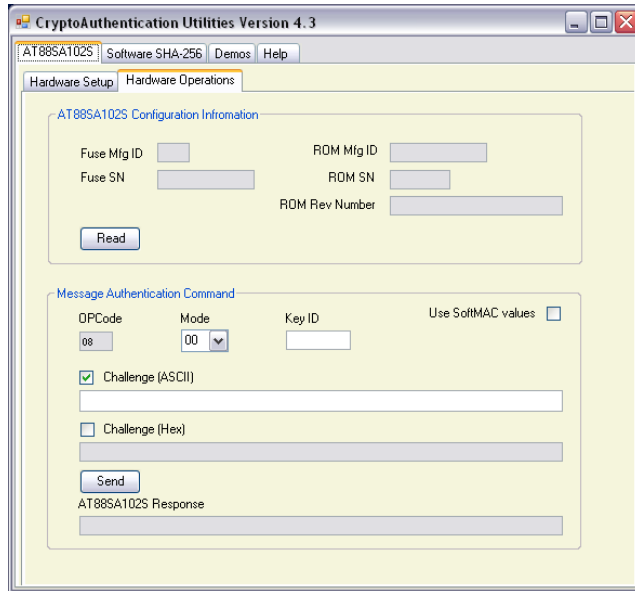 CryptoAuthentication Utilities Version 4.3
AT88SA102S Software SHA-256 Demos Help
Hardware Setup Hardware Operations
AT88SA102S Configuration Infromation
Fuse Mfg ID ROM Mfg ID
Fuse SN ROM SN
ROM Rev Number
Read
Message Authentication Command
OPCode Mode Key ID Use SoftMAC values
08 00
Challenge (ASCII)
Challenge (Hex)
Send
AT88SA102S Response